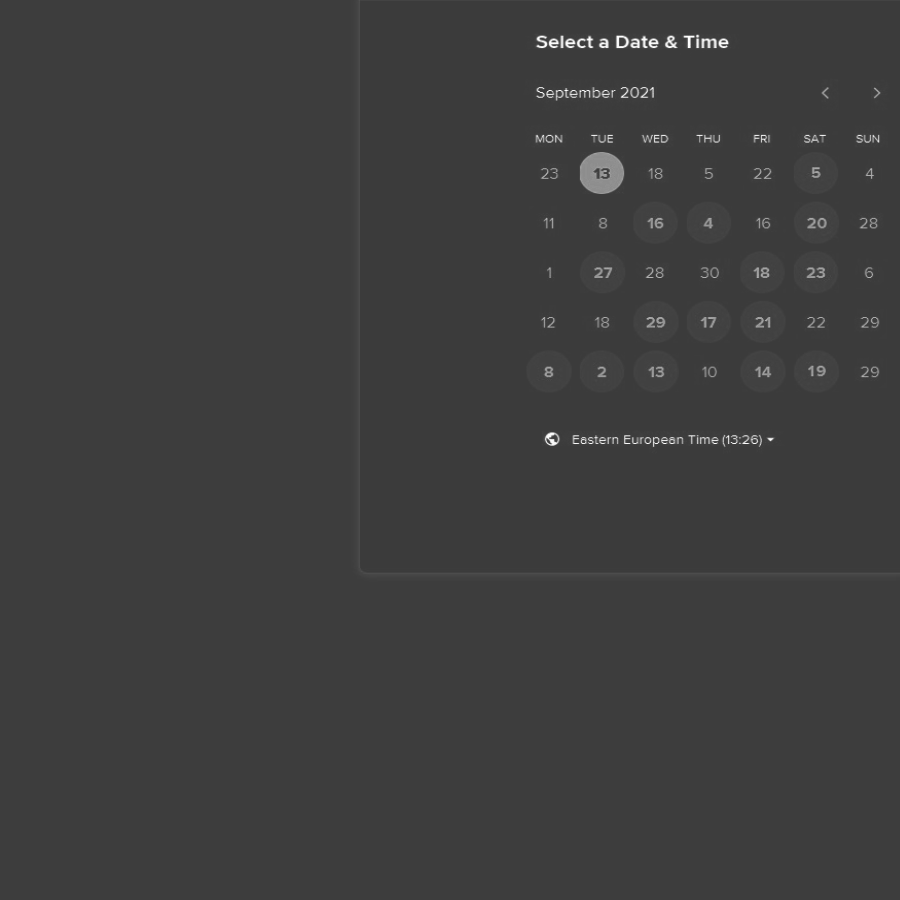 Select a Date & Time
September 2021
MON TUE WED THU FRI SAT SUN
23 13 18 5 22 5 4
11 8 16 4 16 20 28
1 27 28 30 18 23 6
12 18 29 17 21 22 29
8 2 13 10 14 19 29
Eastern European Time (13:26)